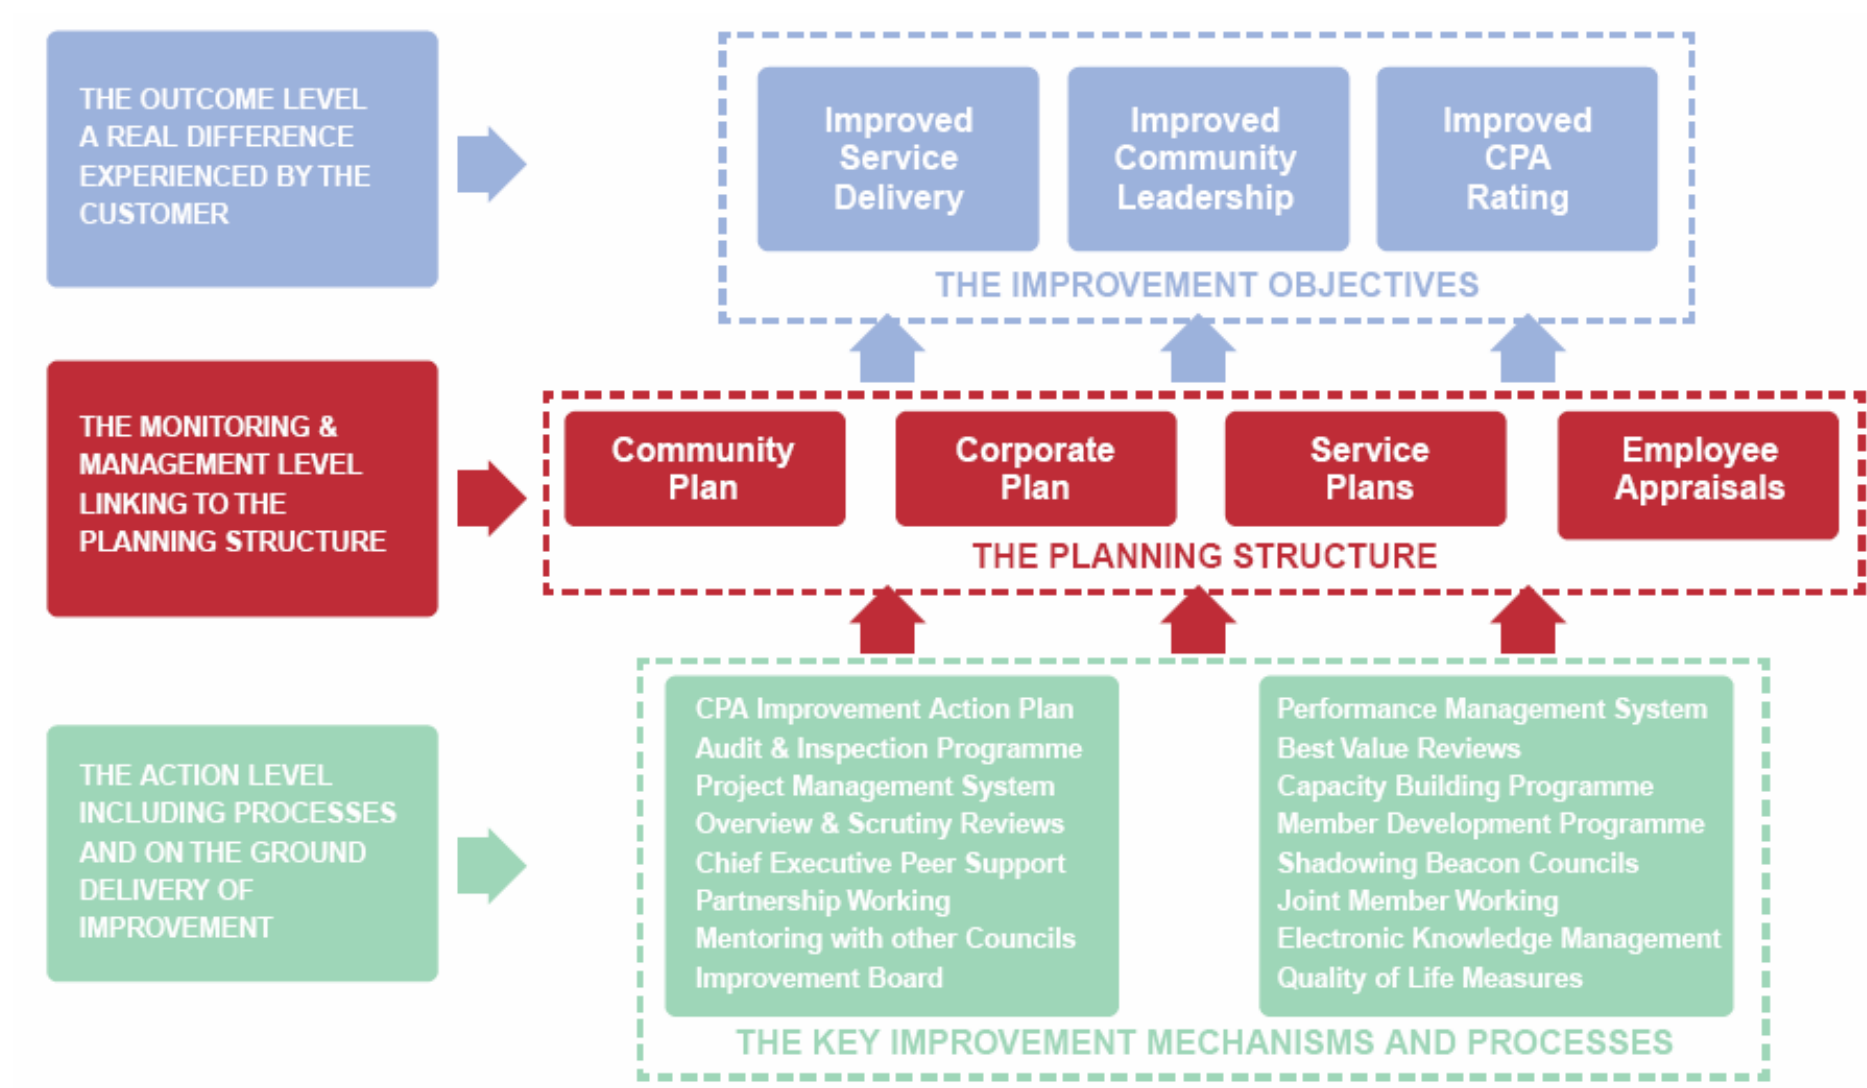 THE OUTCOME LEVEL
A REAL DIFFERENCE
EXPERIENCED BY THE
CUSTOMER
Improved
Service
Delivery
Improved
Community
Leadership
Improved
CPA
Rating
THE IMPROVEMENT OBJECTIVES
THE MONITORING &
MANAGEMENT LEVEL
LINKING TO THE
PLANNING STRUCTURE
Community
Plan
Corporate
Plan
Service
Plans
Employee
Appraisals
THE PLANNING STRUCTURE
THE ACTION LEVEL
INCLUDING PROCESSES
AND ON THE GROUND
DELIVERY OF
IMPROVEMENT
CPA Improvement Action Plan
Audit & Inspection Programme
Project Management System
Overview & Scrutiny Reviews
Chief Executive Peer Support
Partnership Working
Mentoring with other Councils
Improvement Board
Performance Management System
Best Value Reviews
Capacity Building Programme
Member Development Programme
Shadowing Beacon Councils
Joint Member Working
Electronic Knowledge Management
Quality of Life Measures
THE KEY IMPROVEMENT MECHANISMS AND PROCESSES